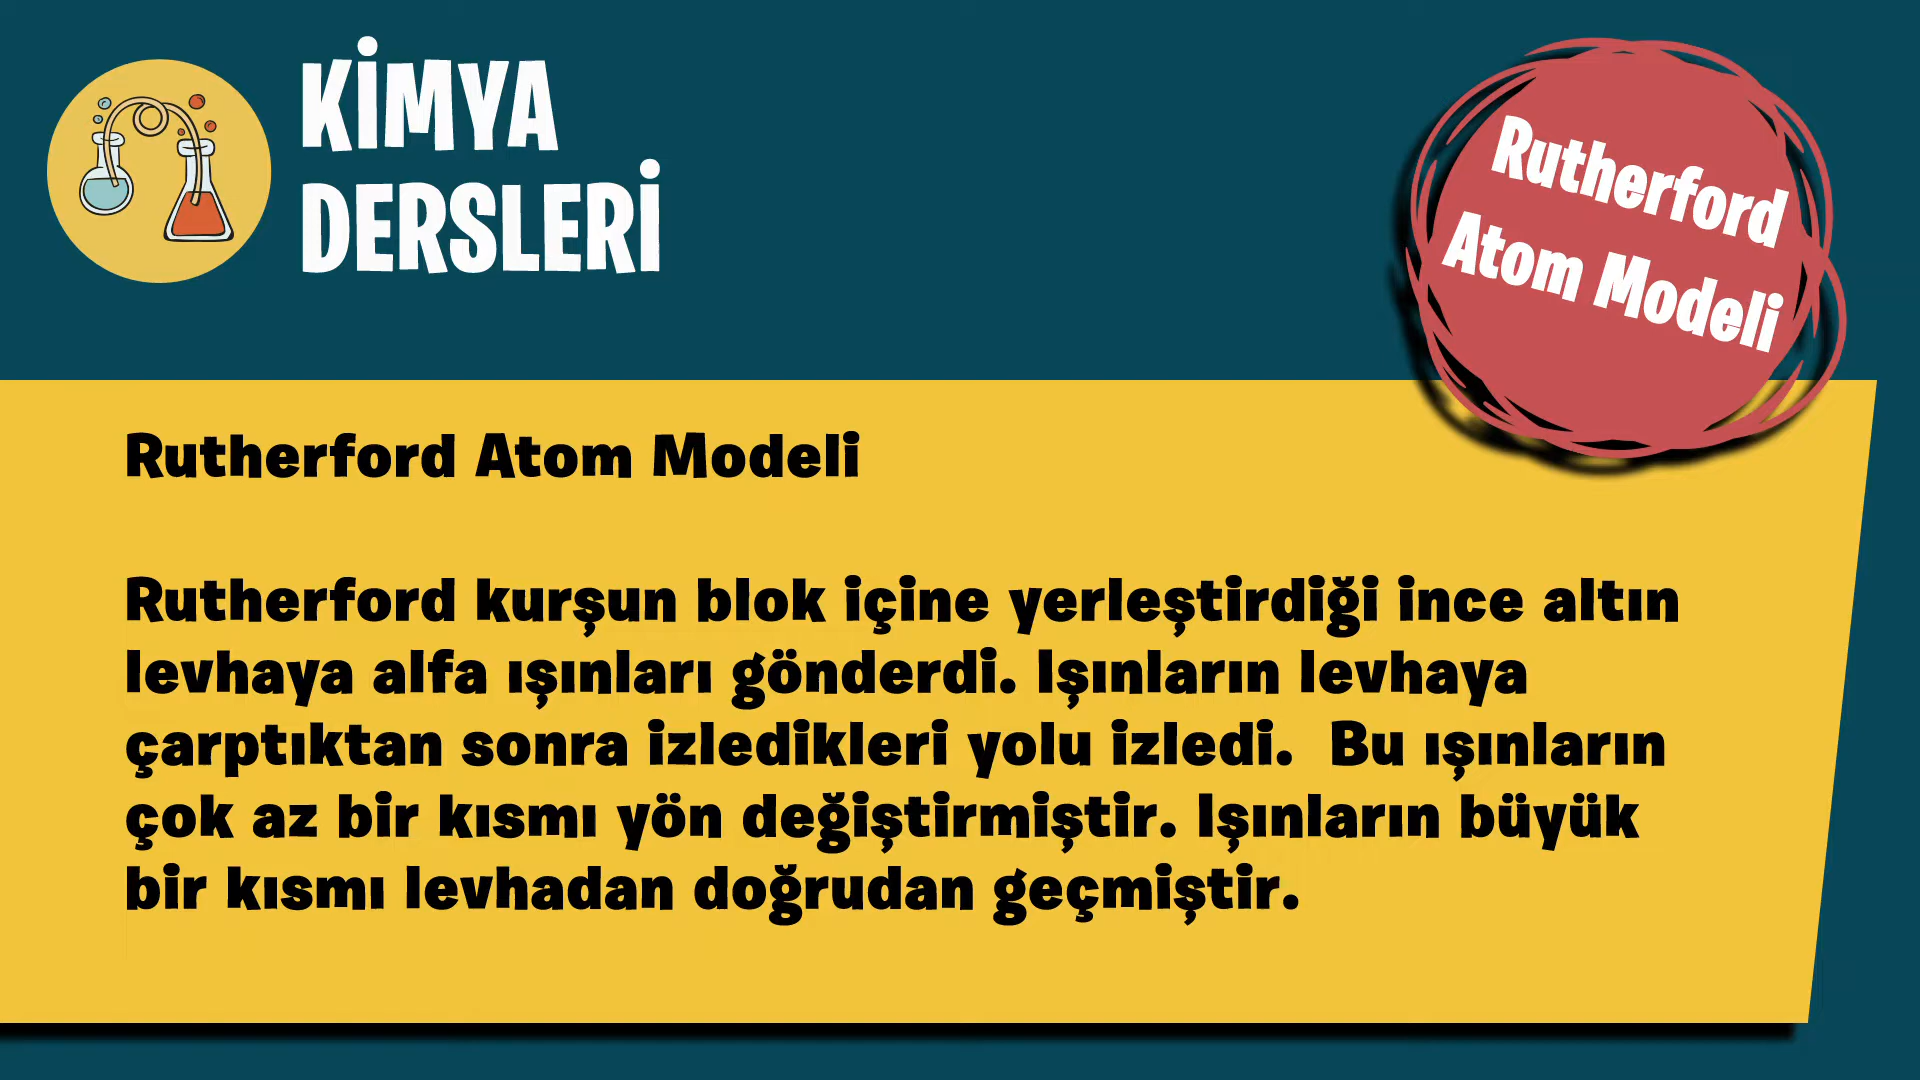 KİMYA
DERSLERİ
Rutherford
Atom Modeli
Rutherford Atom Modeli
Rutherford kurşun blok içine yerleştirdiği ince altın
levhaya alfa ışınları gönderdi. Işınların levhaya
çarptıktan sonra izledikleri yolu izledi.  Bu ışınların
çok az bir kısmı yön değiştirmiştir. Işınların büyük
bir kısmı levhadan doğrudan geçmiştir.